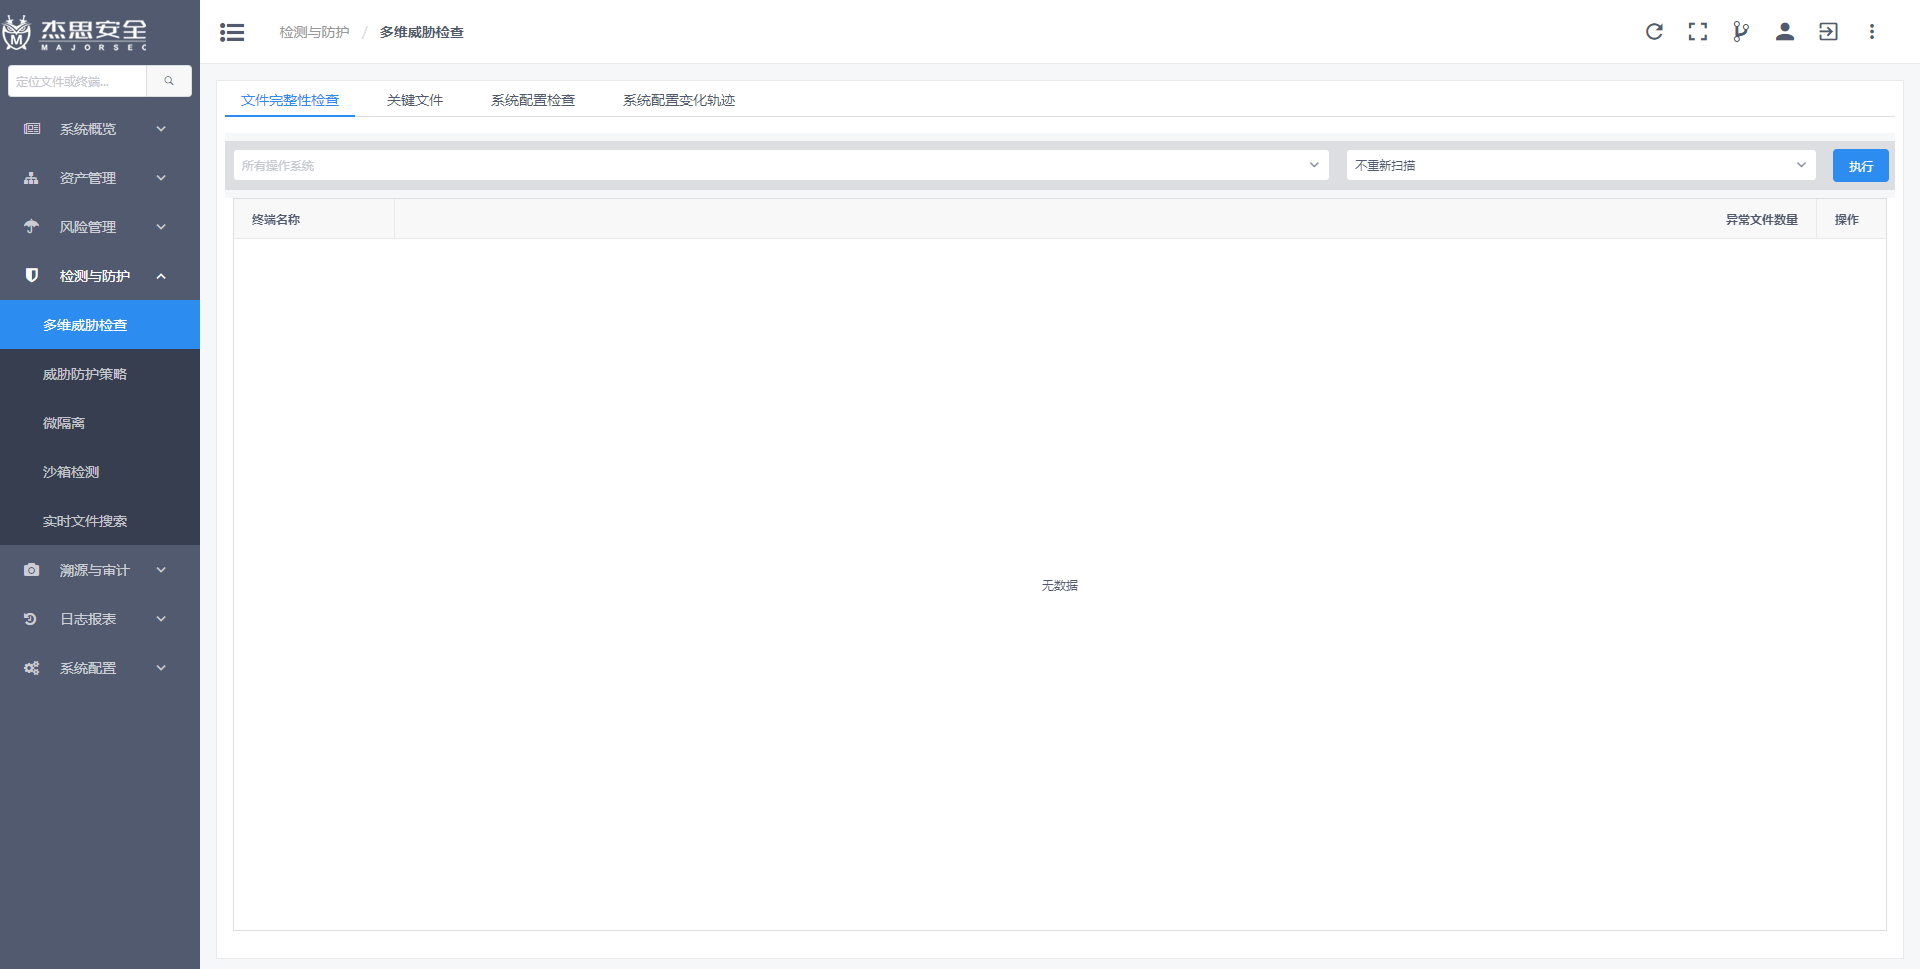 杰思安全
MAJORSEC
定位文件或终端...
系统概览
资产管理
风险管理
检测与防护
多维威胁检查
威胁防护策略
微隔离
沙箱检测
实时文件搜索
溯源与审计
日志报表
系统配置
检测与防护 / 多维威胁检查
文件完整性检查 关键文件 系统配置检查 系统配置变化轨迹
所有操作系统 不重新扫描 执行
终端名称 异常文件数量 操作
无数据